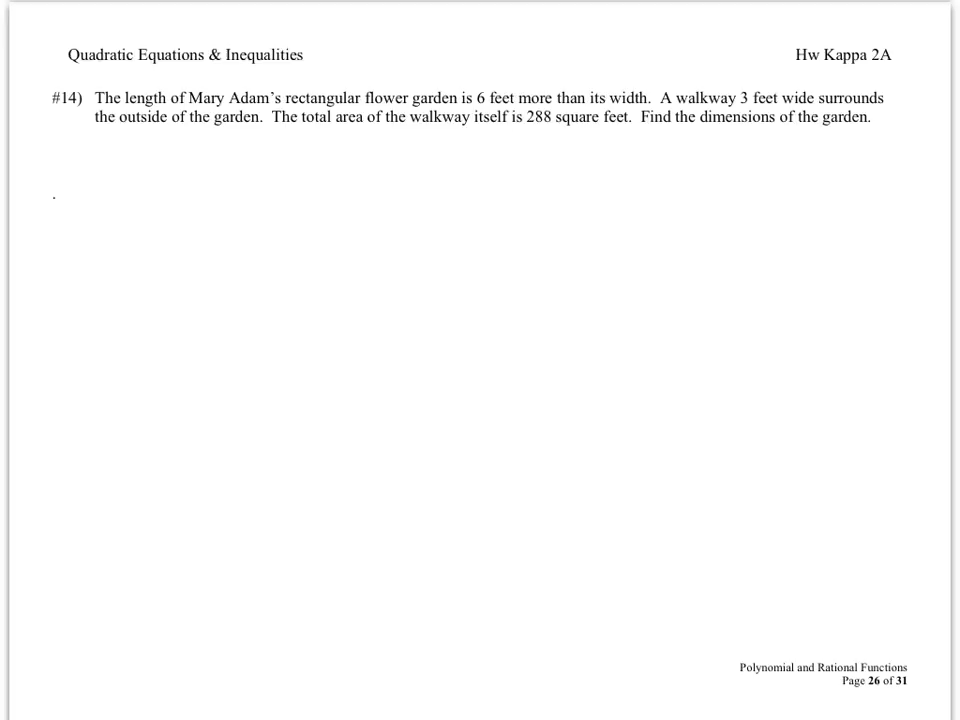 Quadratic Equations & Inequalities Hw Kappa 2A
#14) The length of Mary Adam’s rectangular flower garden is 6 feet more than its width. A walkway 3 feet wide surrounds
the outside of the garden. The total area of the walkway itself is 288 square feet. Find the dimensions of the garden.
.
Polynomial and Rational Functions
Page 26 of 31